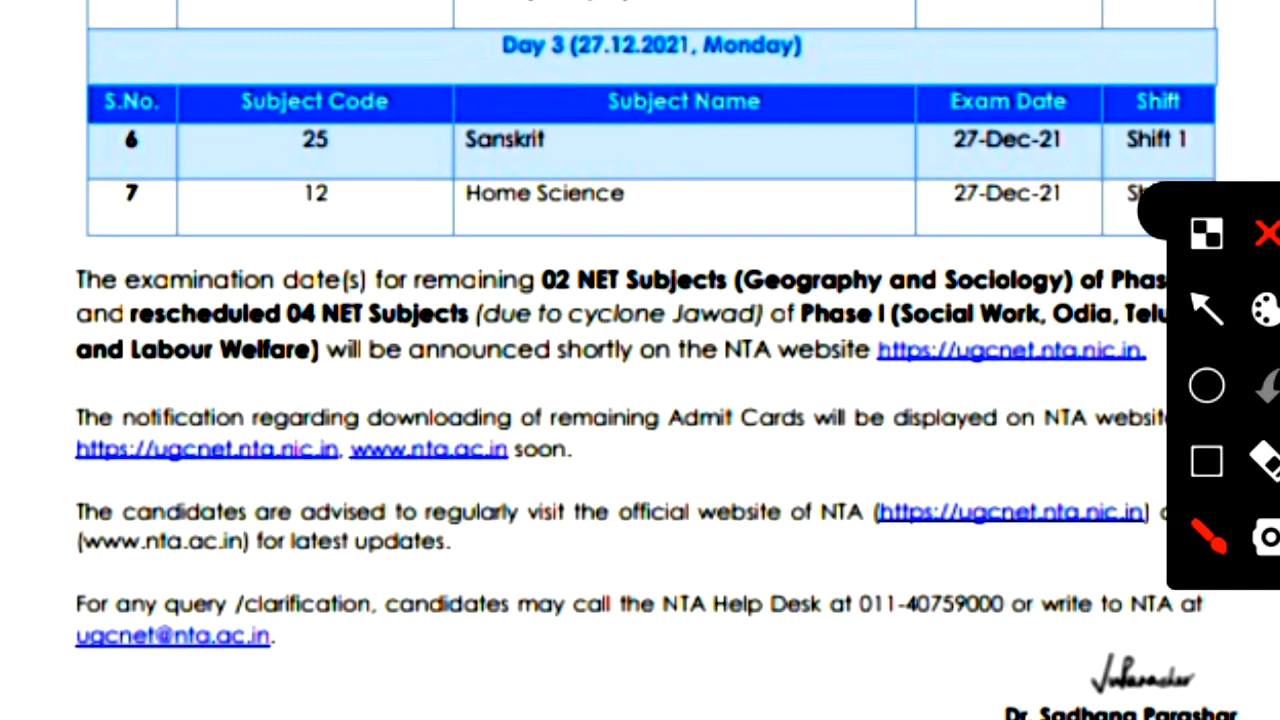 Day 3 (27.12.2021, Monday)
S.No. Subject Code Subject Name Exam Date Shift
6 25 Sanskrit 27-Dec-21 Shift 1
7 12 Home Science 27-Dec-21
The examination date(s) for remaining 02 NET Subjects (Geography and Sociology) of Phas
and rescheduled 04 NET Subjects (due to cyclone Jawad) of Phase I (Social Work, Odia, Telu
and Labour Welfare) will be announced shortly on the NTA website https://ugcnet.nta.nic.in.
The notification regarding downloading of remaining Admit Cards will be displayed on NTA websit
https://ugcnet.nta.nic.in, www.nta.ac.in soon.
The candidates are advised to regularly visit the official website of NTA (https://ugcnet.nta.nic.in)
(www.nta.ac.in) for latest updates.
For any query /clarification, candidates may call the NTA Help Desk at 011-40759000 or write to NTA at
ugcnet@nta.ac.in.
Dr. Sadhana Parashar